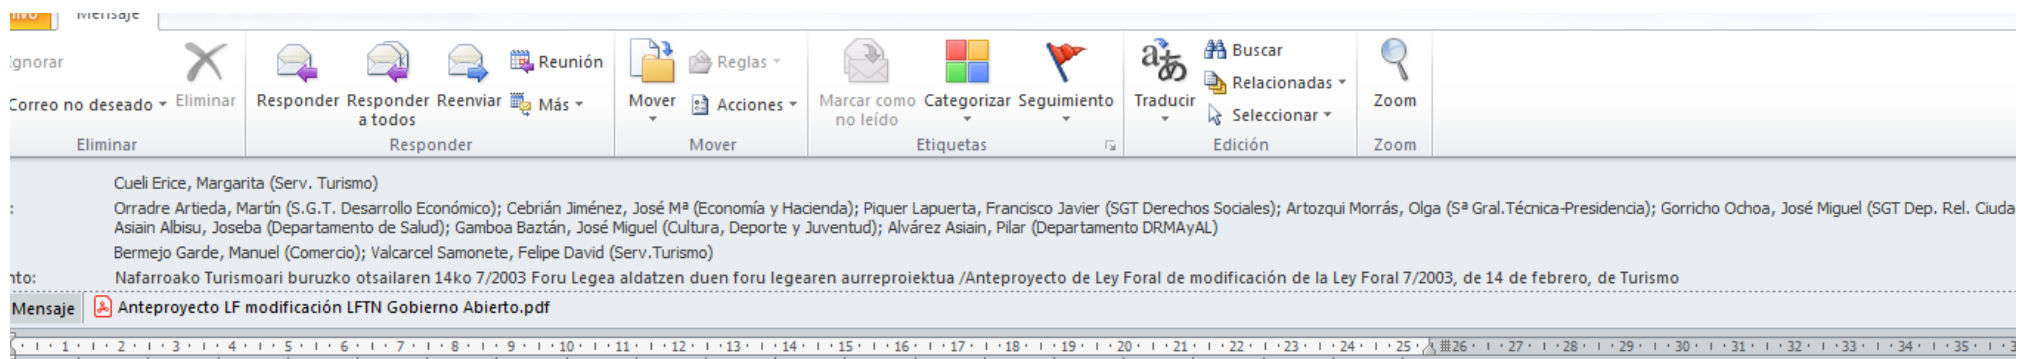 Mensaje
Ignorar
Correo no deseado
Eliminar
Responder
Responder a todos
Reenviar
Reunión
Más
Mover
Reglas
Acciones
Marcar como no leído
Categorizar
Seguimiento
Traducir
Buscar
Relacionadas
Seleccionar
Zoom
Eliminar
Responder
Mover
Etiquetas
Edición
Zoom
Cueli Erice, Margarita (Serv. Turismo)
Orradre Artieda, Martín (S.G.T. Desarrollo Económico); Cebrián Jiménez, José Mª (Economía y Hacienda); Piquer Lapuerta, Francisco Javier (SGT Derechos Sociales); Artozqui Morrás, Olga (Sª Gral.Técnica-Presidencia); Gorricho Ochoa, José Miguel (SGT Dep. Rel. Ciuda
Asiain Albisu, Joseba (Departamento de Salud); Gamboa Baztán, José Miguel (Cultura, Deporte y Juventud); Alvárez Asiain, Pilar (Departamento DRMAyAL)
Bermejo Garde, Manuel (Comercio); Valcarcel Samonete, Felipe David (Serv.Turismo)
nto: Nafarroako Turismoari buruzko otsailaren 14ko 7/2003 Foru Legea aldatzen duen foru legearen aurreproiektua /Anteproyecto de Ley Foral de modificación de la Ley Foral 7/2003, de 14 de febrero, de Turismo
Mensaje Anteproyecto LF modificación LFTN Gobierno Abierto.pdf
1 2 3 4 5 6 7 8 9 10 11 12 13 14 15 16 17 18 19 20 21 22 23 24 25 26 27 28 29 30 31 32 33 34 35